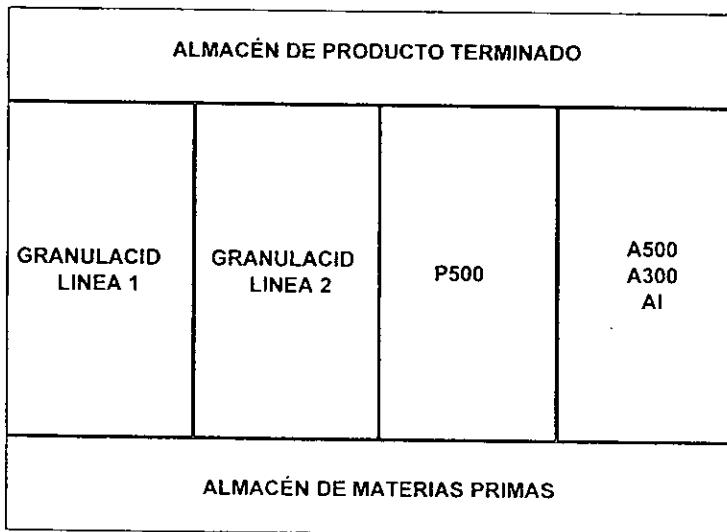 ALMACÉN DE PRODUCTO TERMINADO
GRANULACID
LINEA 1
GRANULACID
LINEA 2
P500
A500
A300
AI
ALMACÉN DE MATERIAS PRIMAS